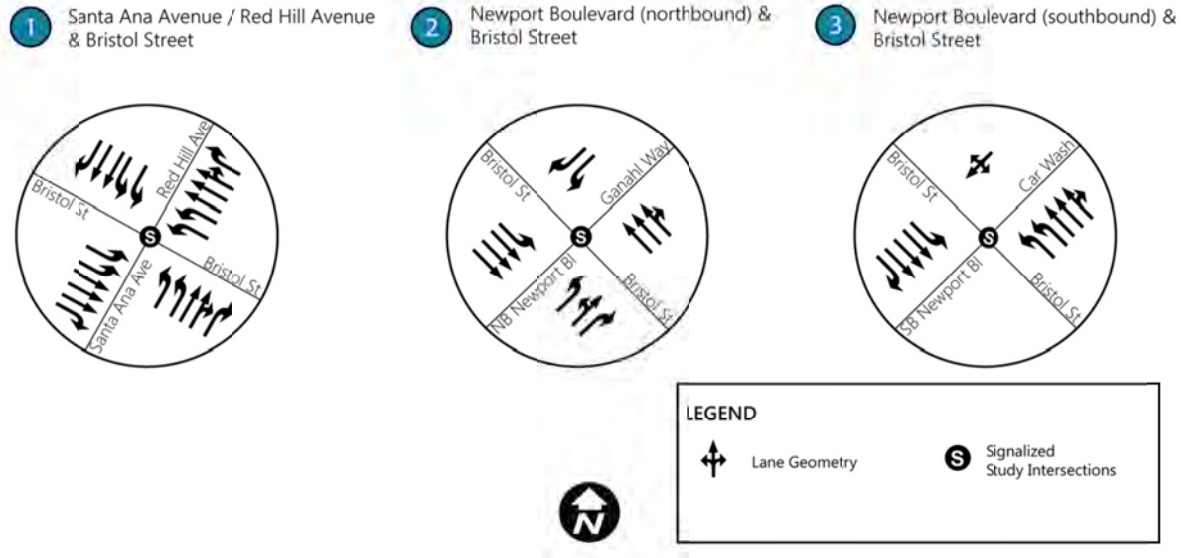 1
Santa Ana Avenue / Red Hill Avenue
& Bristol Street
2
Newport Boulevard (northbound) &
Bristol Street
3
Newport Boulevard (southbound) &
Bristol Street
Red Hill Ave
Bristol St
Bristol St
Santa Ana Ave
Bristol St
Ganahl Way
NB Newport Bl
Bristol St
Bristol St
Car Wash
SB Newport Bl
Bristol St
LEGEND
Lane Geometry
S
Signalized
Study Intersections
S
S
S
N